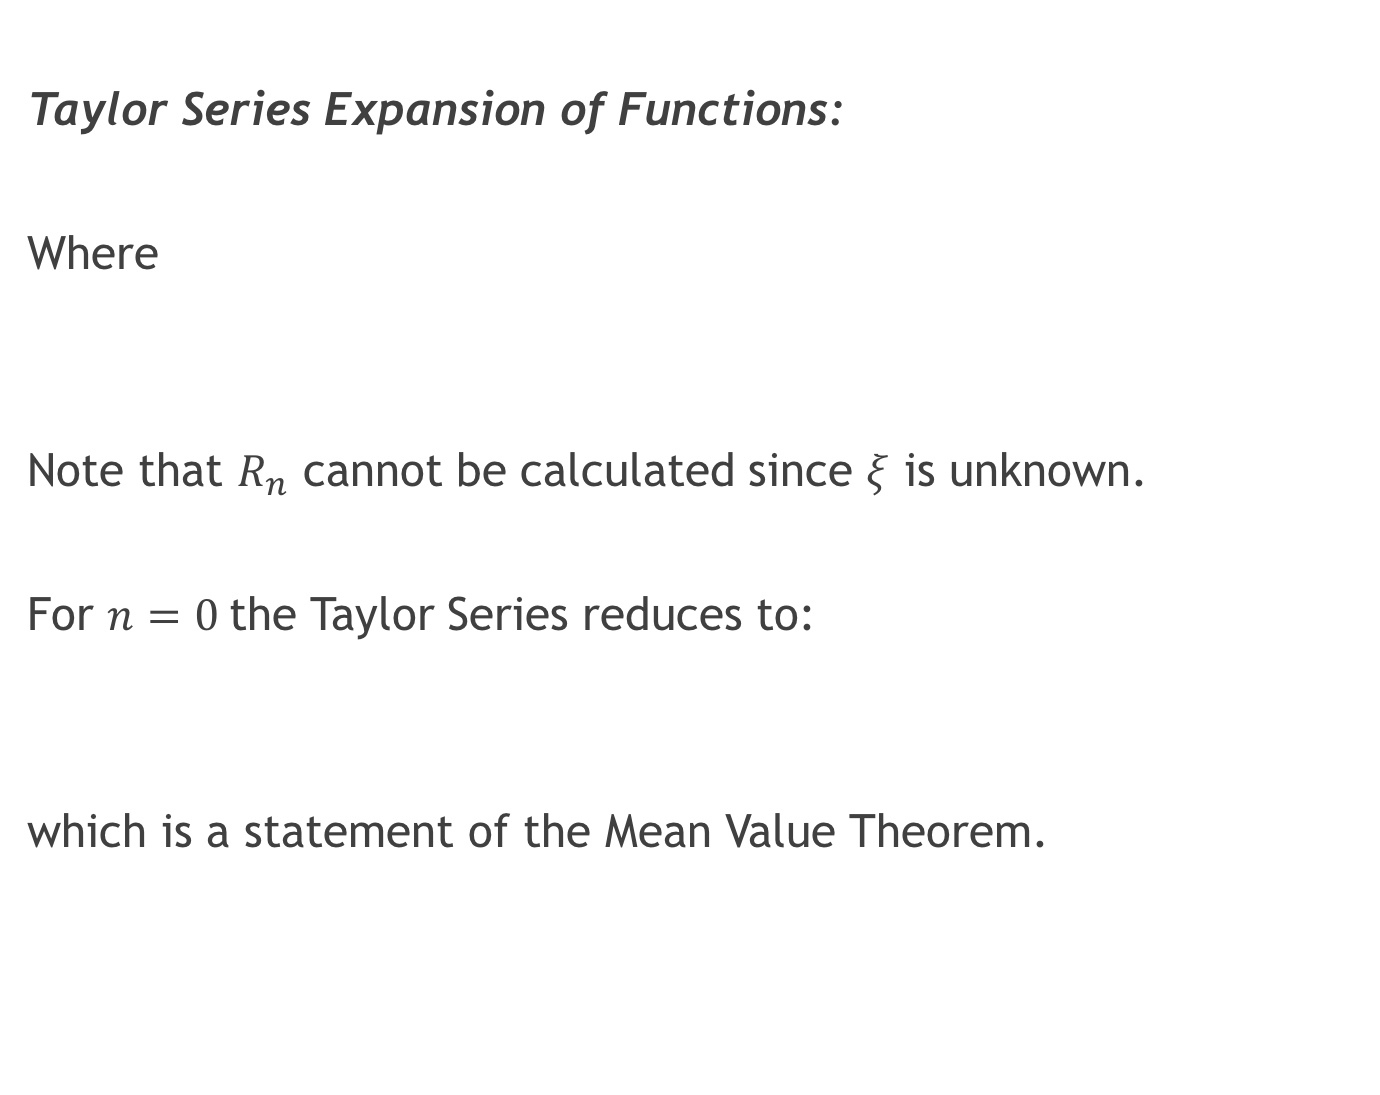 Taylor Series Expansion of Functions:
Where
Note that Rₙ cannot be calculated since ξ is unknown.
For n = 0 the Taylor Series reduces to:
which is a statement of the Mean Value Theorem.